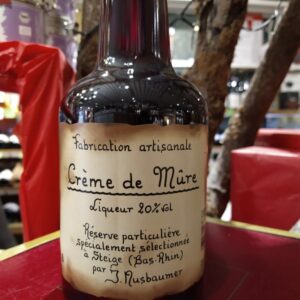 Fabrication artisanale
Crème de Mûre
Liqueur 20% vol
Réserve particulière
spécialement sélectionnée
à Steige (Bas-Rhin)
par J. Nusbaumer